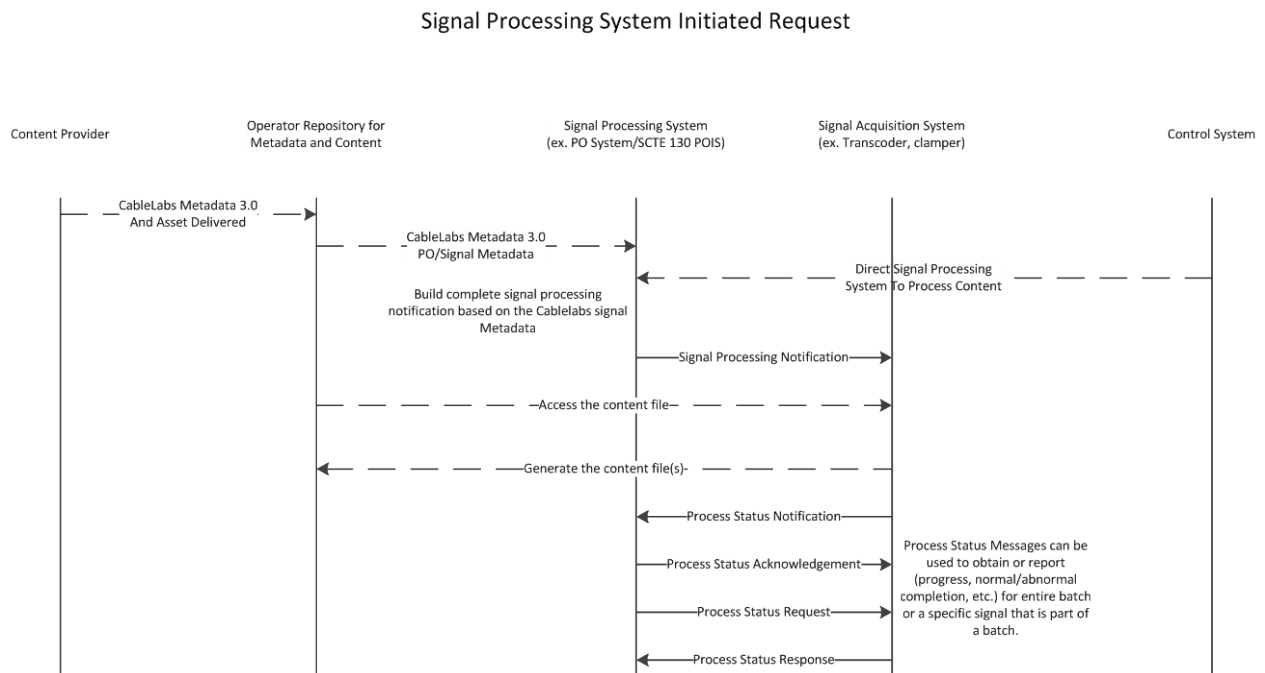 Signal Processing System Initiated Request
Content Provider
Operator Repository for
Metadata and Content
Signal Processing System
(ex. PO System/SCTE 130 POIS)
Signal Acquisition System
(ex. Transcoder, clamper)
Control System
CableLabs Metadata 3.0
And Asset Delivered
CableLabs Metadata 3.0
PO/Signal Metadata
Direct Signal Processing
System To Process Content
Build complete signal processing
notification based on the Cablelabs signal
Metadata
Signal Processing Notification
Access the content file
Generate the content file(s)
Process Status Notification
Process Status Acknowledgement
Process Status Request
Process Status Response
Process Status Messages can be
used to obtain or report
(progress, normal/abnormal
completion, etc.) for entire batch
or a specific signal that is part of
a batch.